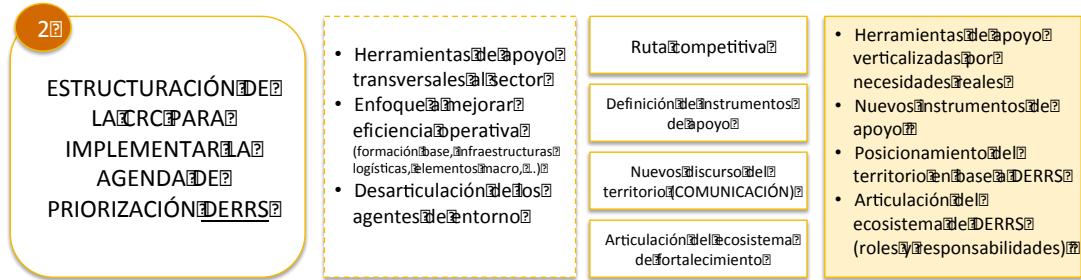 2
ESTRUCTURACIÓN DE
LA CRC PARA
IMPLEMENTAR LA
AGENDA DE
PRIORIZACIÓN DERRS
• Herramientas de apoyo
transversales al sector
• Enfoque a mejorar
eficiencia operativa
(formación base, infraestructuras
logísticas, elementos macro, …)
• Desarticulación de los
agentes de entorno
Ruta competitiva
Definición de instrumentos
de apoyo
Nuevos discurso del
territorio (COMUNICACIÓN)
Articulación del ecosistema
de fortalecimiento
• Herramientas de apoyo
verticalizadas por
necesidades reales
• Nuevos instrumentos de
apoyo
• Posicionamiento del
territorio en base a DERRS
• Articulación del
ecosistema de DERRS
(roles y responsabilidades)